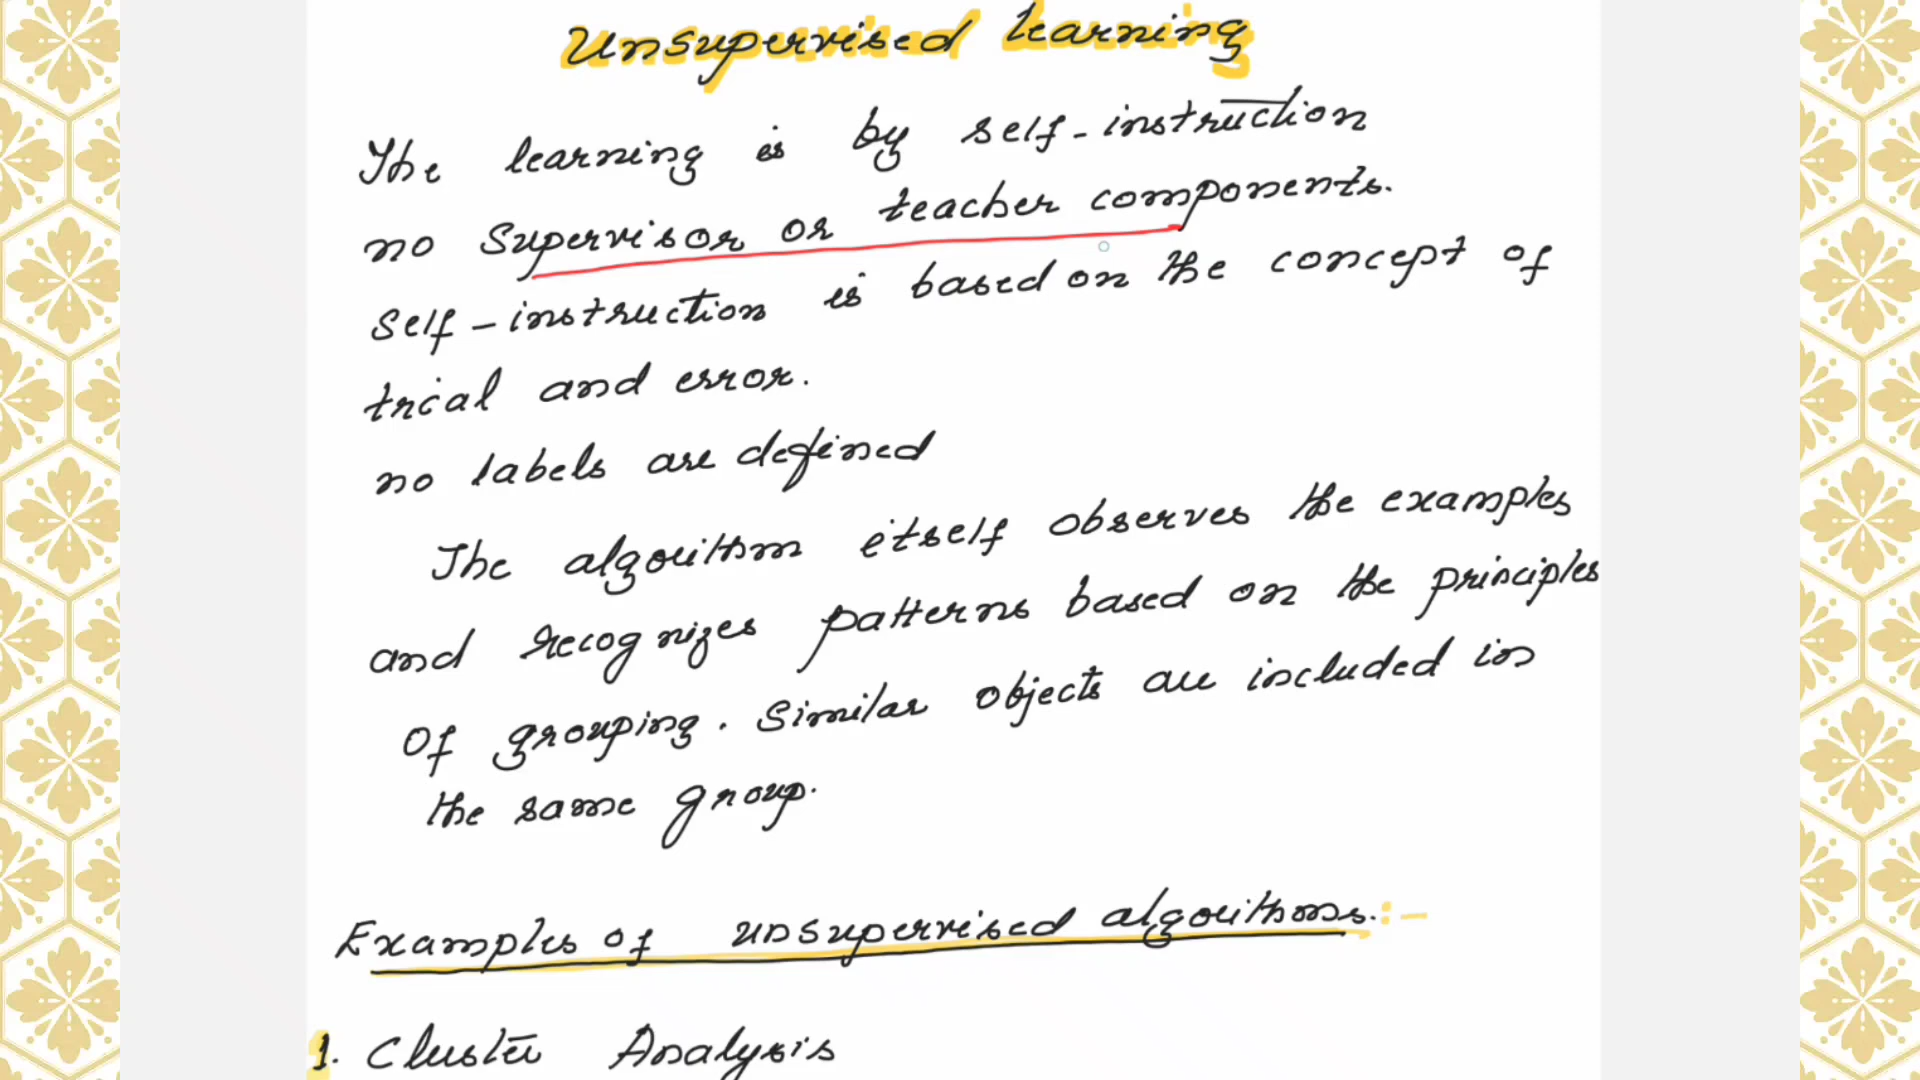 Unsupervised learning
The learning is by self-instruction
no supervisor or teacher components.
self-instruction is based on the concept of
trial and error.
no labels are defined
The algorithm itself observes the examples
and recognizes patterns based on the principles
of grouping. Similar objects are included in
the same group.
Examples of unsupervised algorithms. :-
1. Cluster Analysis